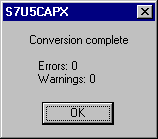 S7U5CAPX
Conversion complete
Errors: 0
Warnings: 0
OK